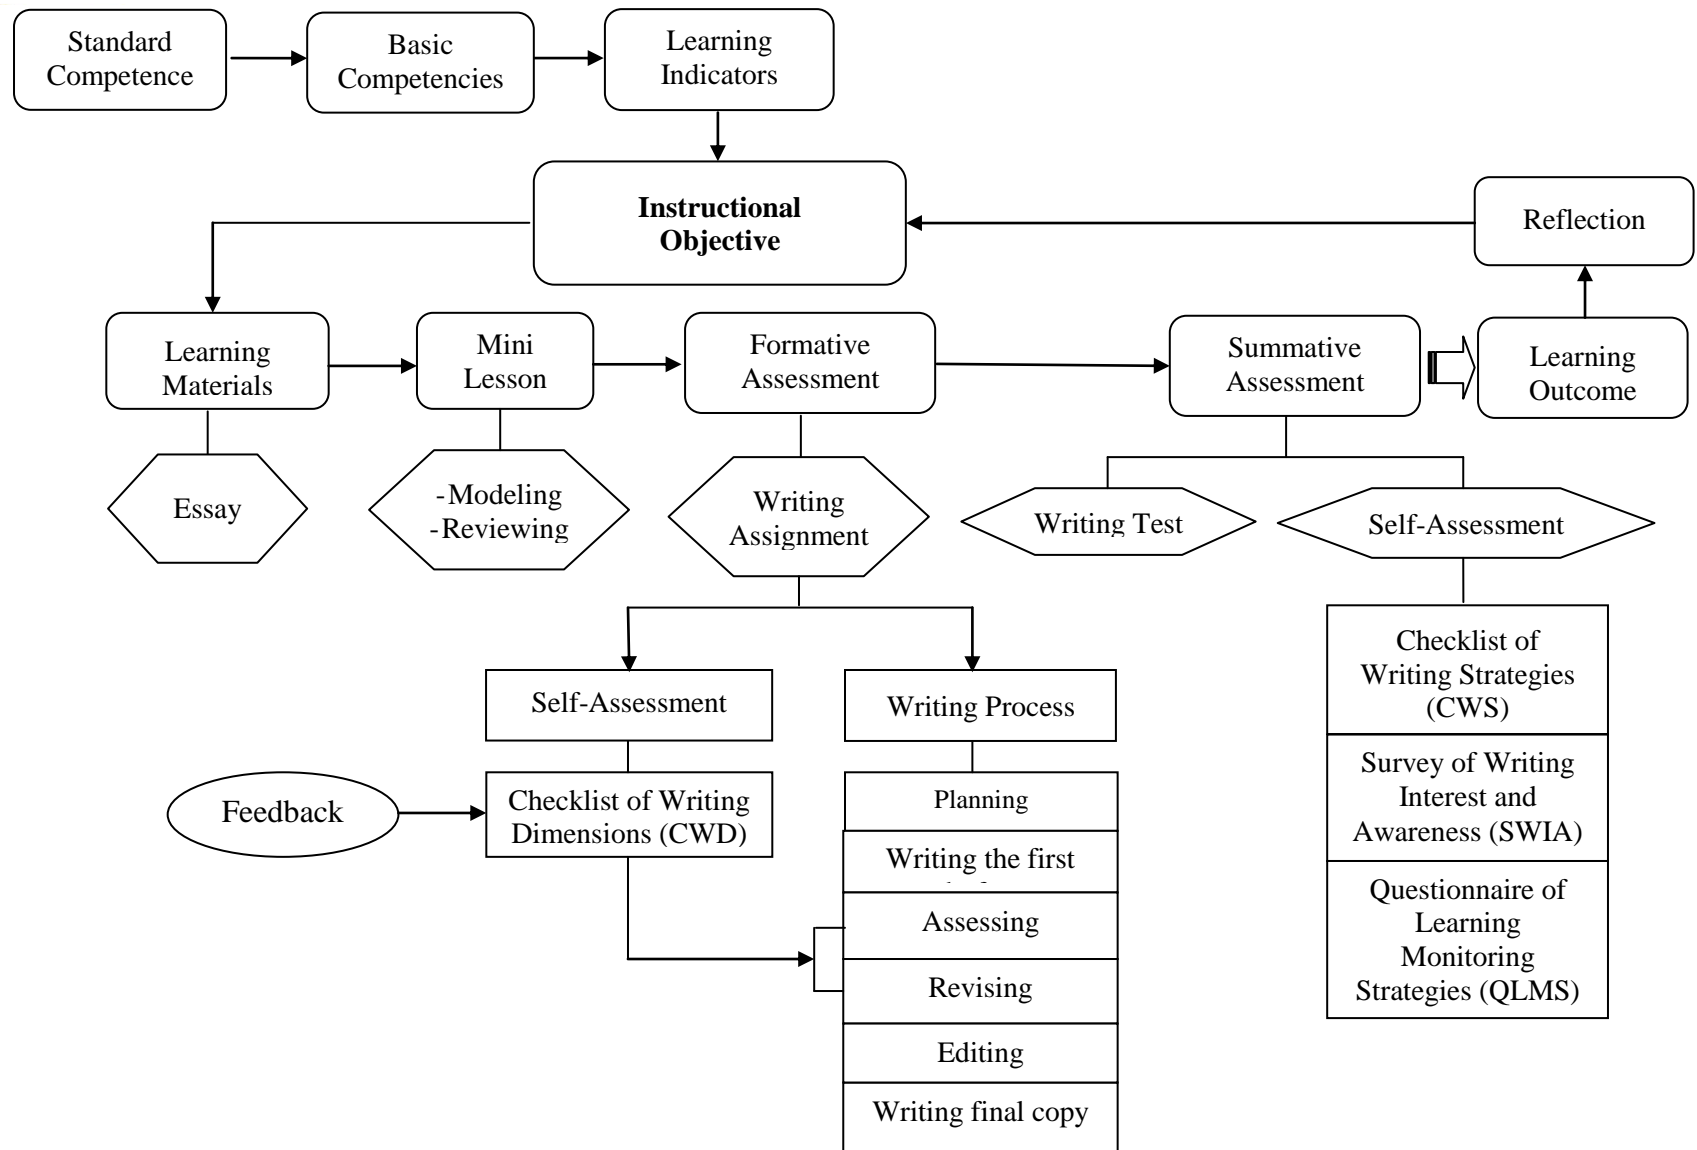 Standard
Competence
Basic
Competencies
Learning
Indicators
Instructional
Objective
Reflection
Learning
Materials
Mini
Lesson
Formative
Assessment
Summative
Assessment
Learning
Outcome
Essay
-Modeling
-Reviewing
Writing
Assignment
Writing Test
Self-Assessment
Self-Assessment
Writing Process
Feedback
Checklist of Writing
Dimensions (CWD)
Planning
Writing the first
Assessing
Revising
Editing
Writing final copy
Checklist of
Writing Strategies
(CWS)
Survey of Writing
Interest and
Awareness (SWIA)
Questionnaire of
Learning
Monitoring
Strategies (QLMS)